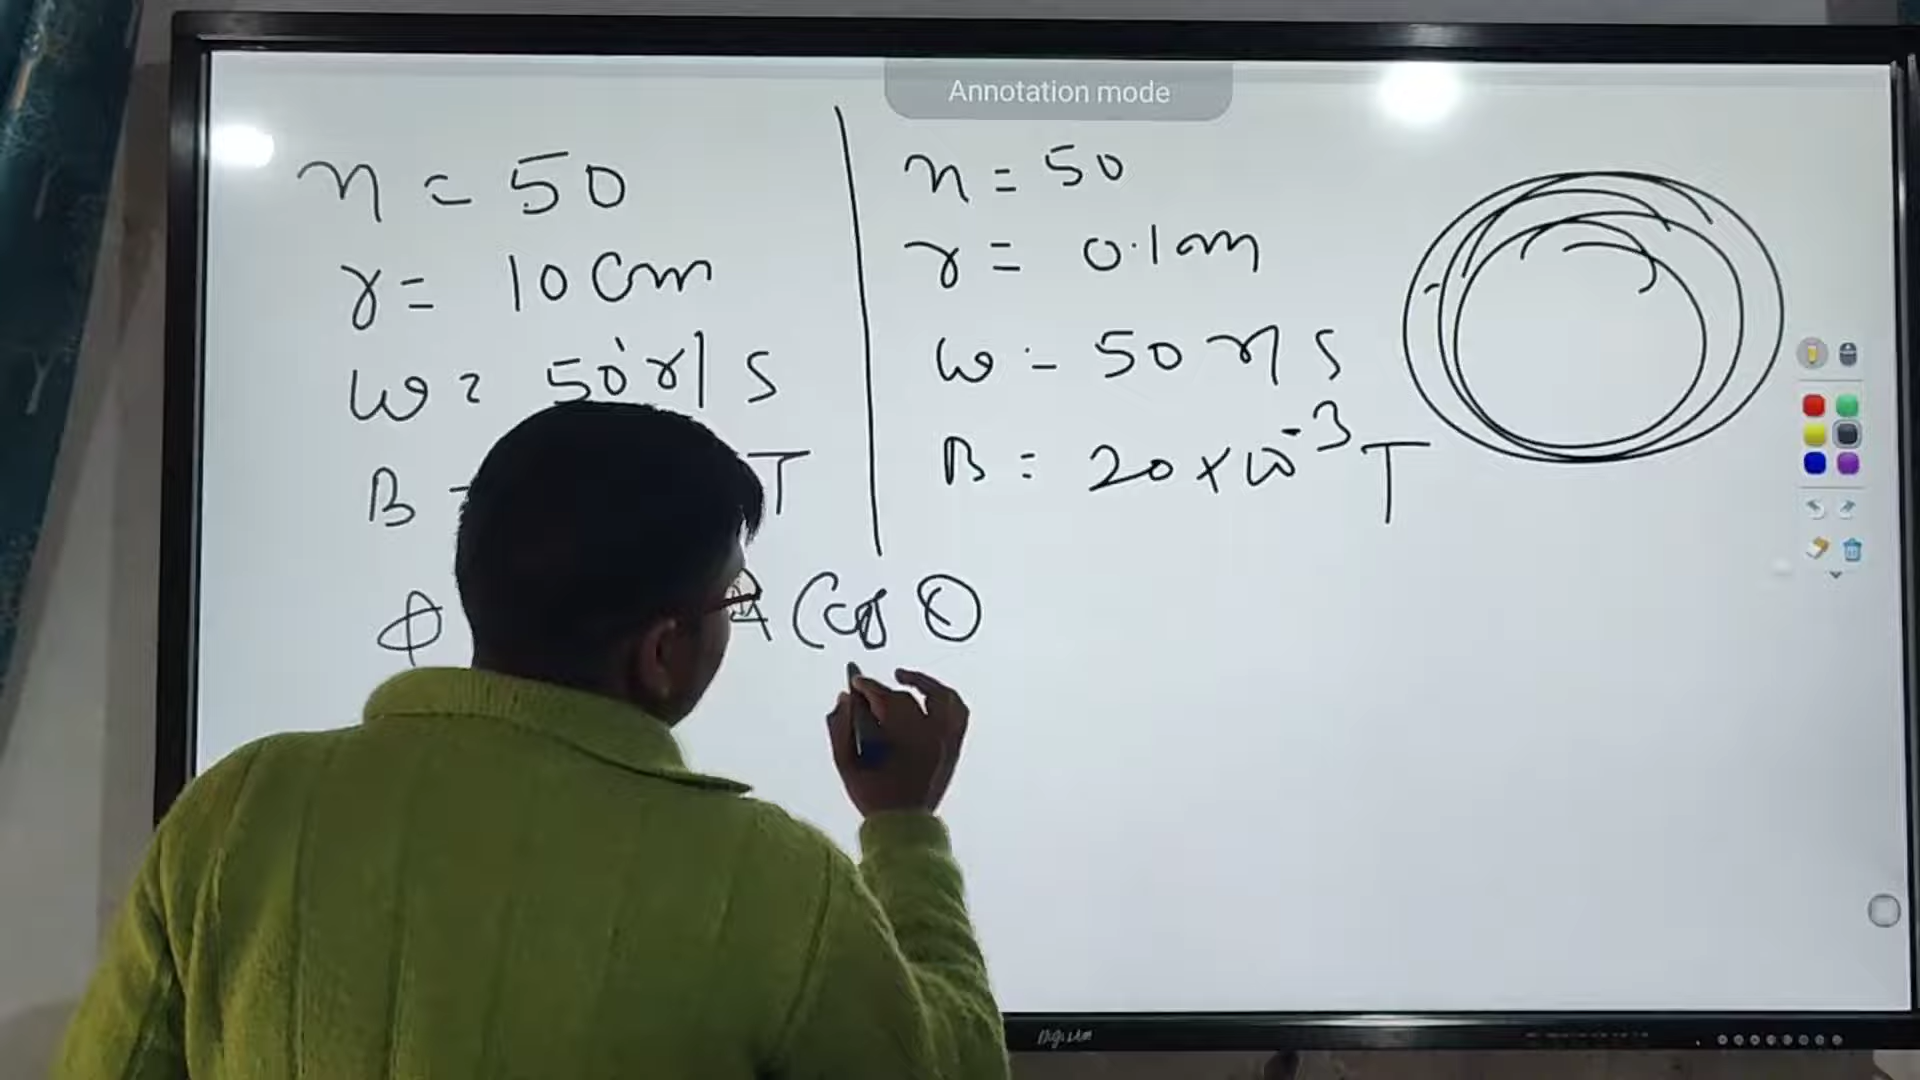 Annotation mode
n = 50
r = 10 cm
ω = 50 r/s
B - T
φ A Cos θ
n = 50
r = 0.1 m
ω = 50 r/s
B = 20 × 10⁻³ T